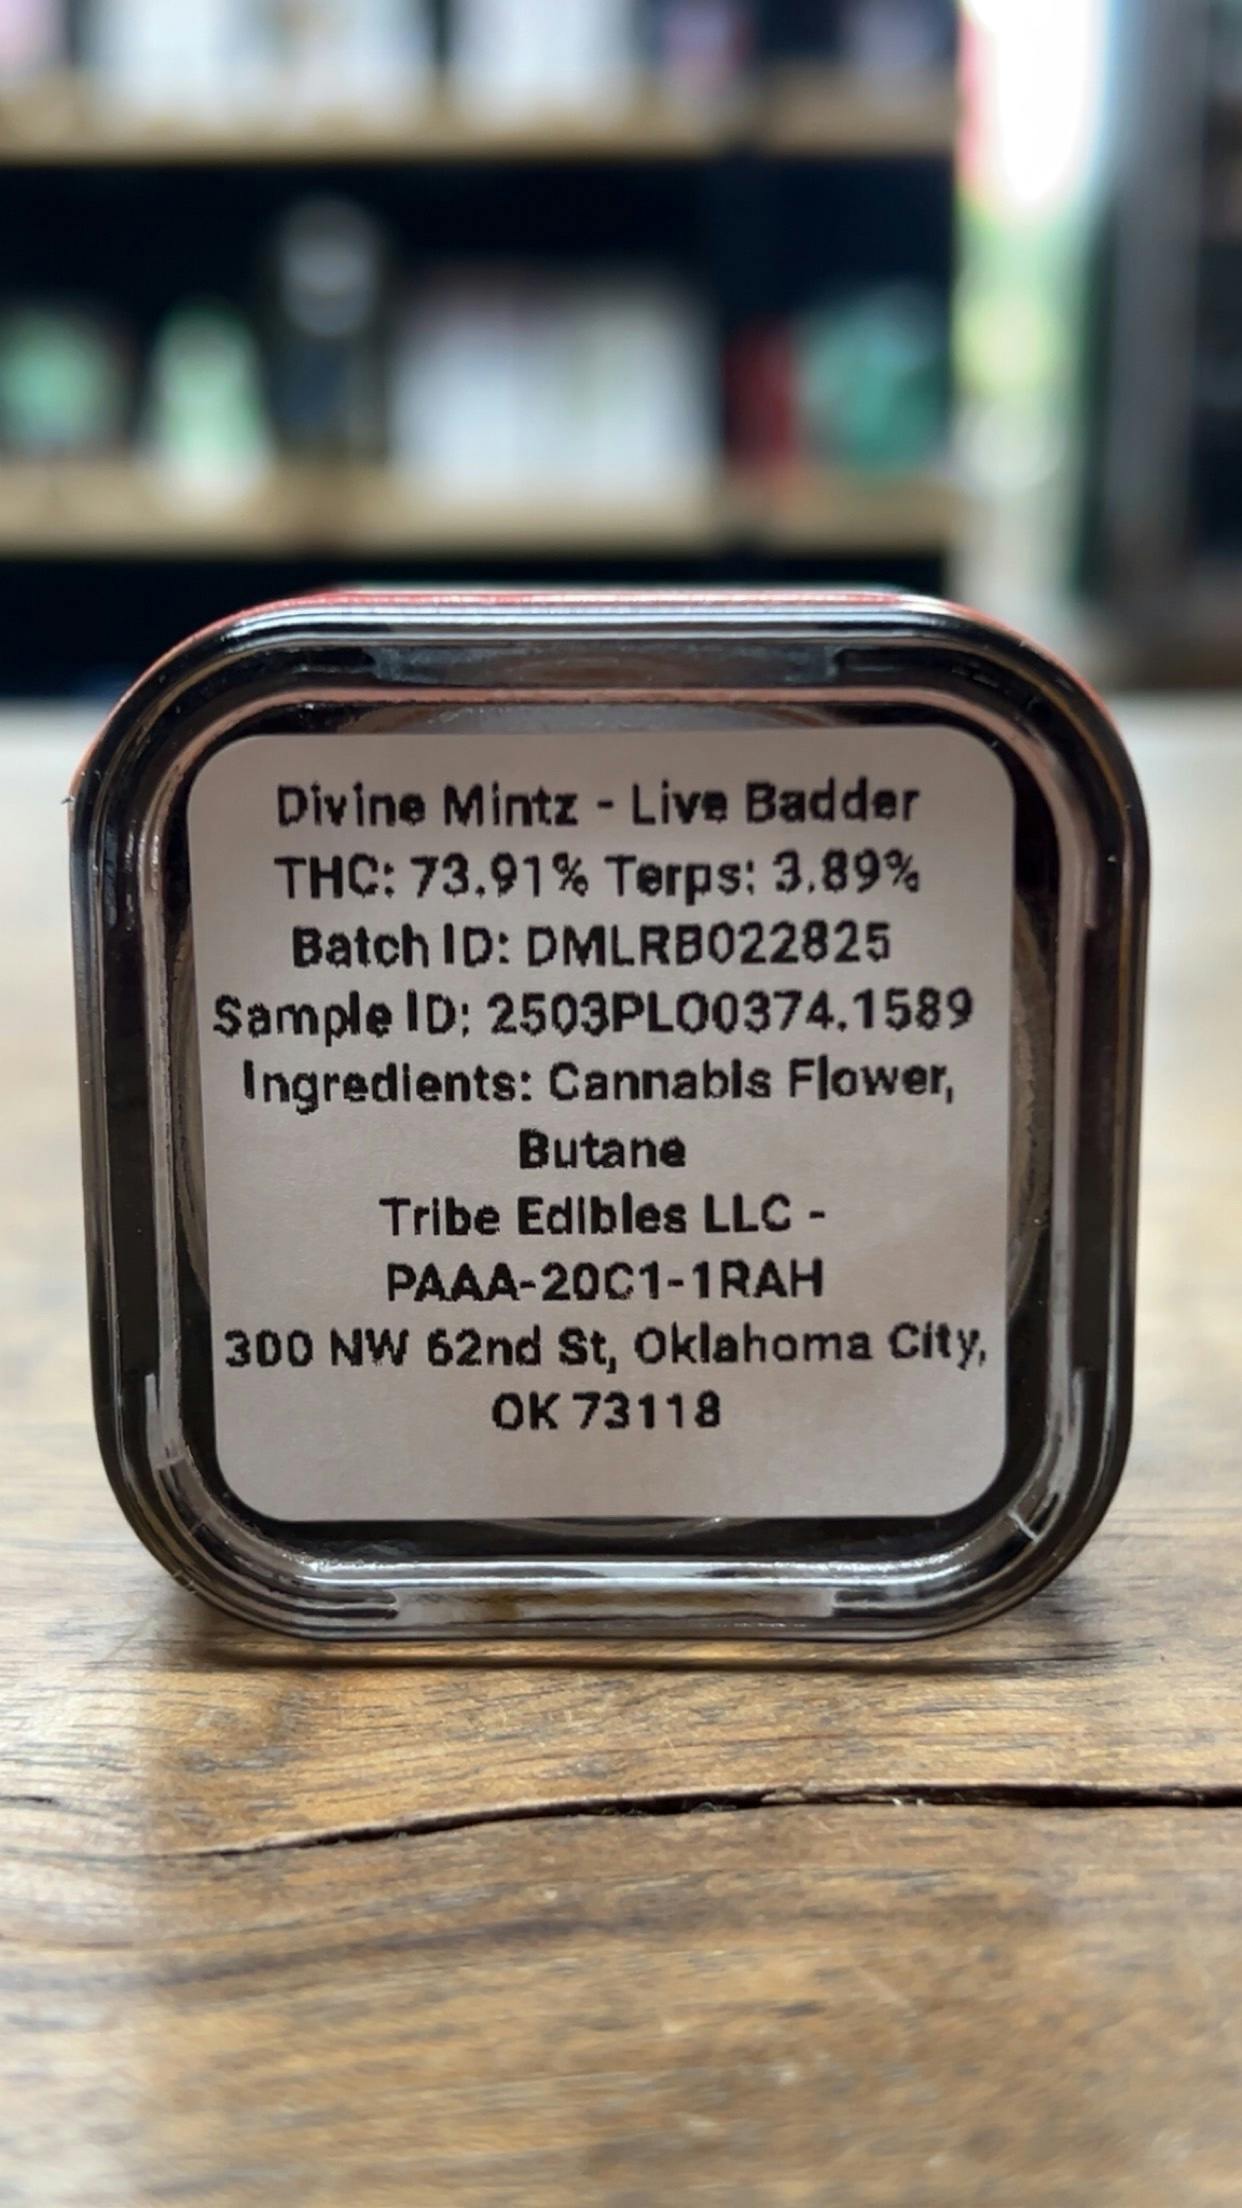 Divine Mintz - Live Badder
THC: 73.91% Terps: 3.89%
Batch ID: DMLRB022825
Sample ID: 2503PLO0374.1589
Ingredients: Cannabis Flower,
Butane
Tribe Edibles LLC -
PAAA-20C1-1RAH
300 NW 62nd St, Oklahoma City,
OK 73118